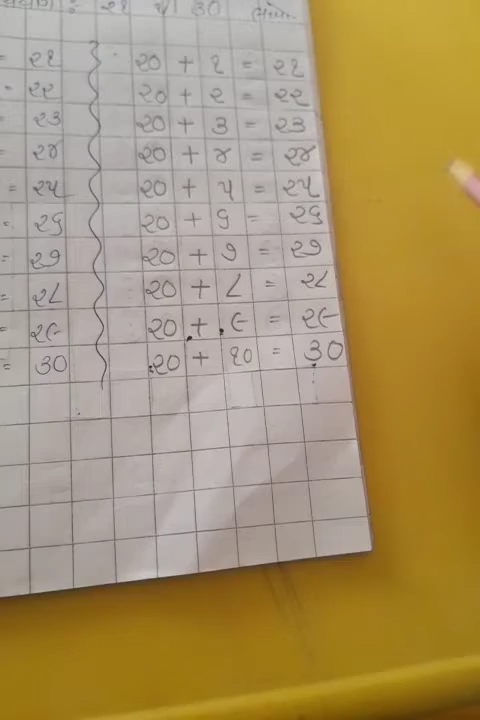 ૨૧ થી ૩૦
= ૨૧ ૨૦ + ૧ = ૨૧
= ૨૨ ૨૦ + ૨ = ૨૨
= ૨૩ ૨૦ + ૩ = ૨૩
= ૨૪ ૨૦ + ૪ = ૨૪
= ૨૫ ૨૦ + ૫ = ૨૫
= ૨૬ ૨૦ + ૬ = ૨૬
= ૨૭ ૨૦ + ૭ = ૨૭
= ૨૮ ૨૦ + ૮ = ૨૮
= ૨૯ ૨૦ + ૯ = ૨૯
= ૩૦ ૨૦ + ૧૦ = ૩૦